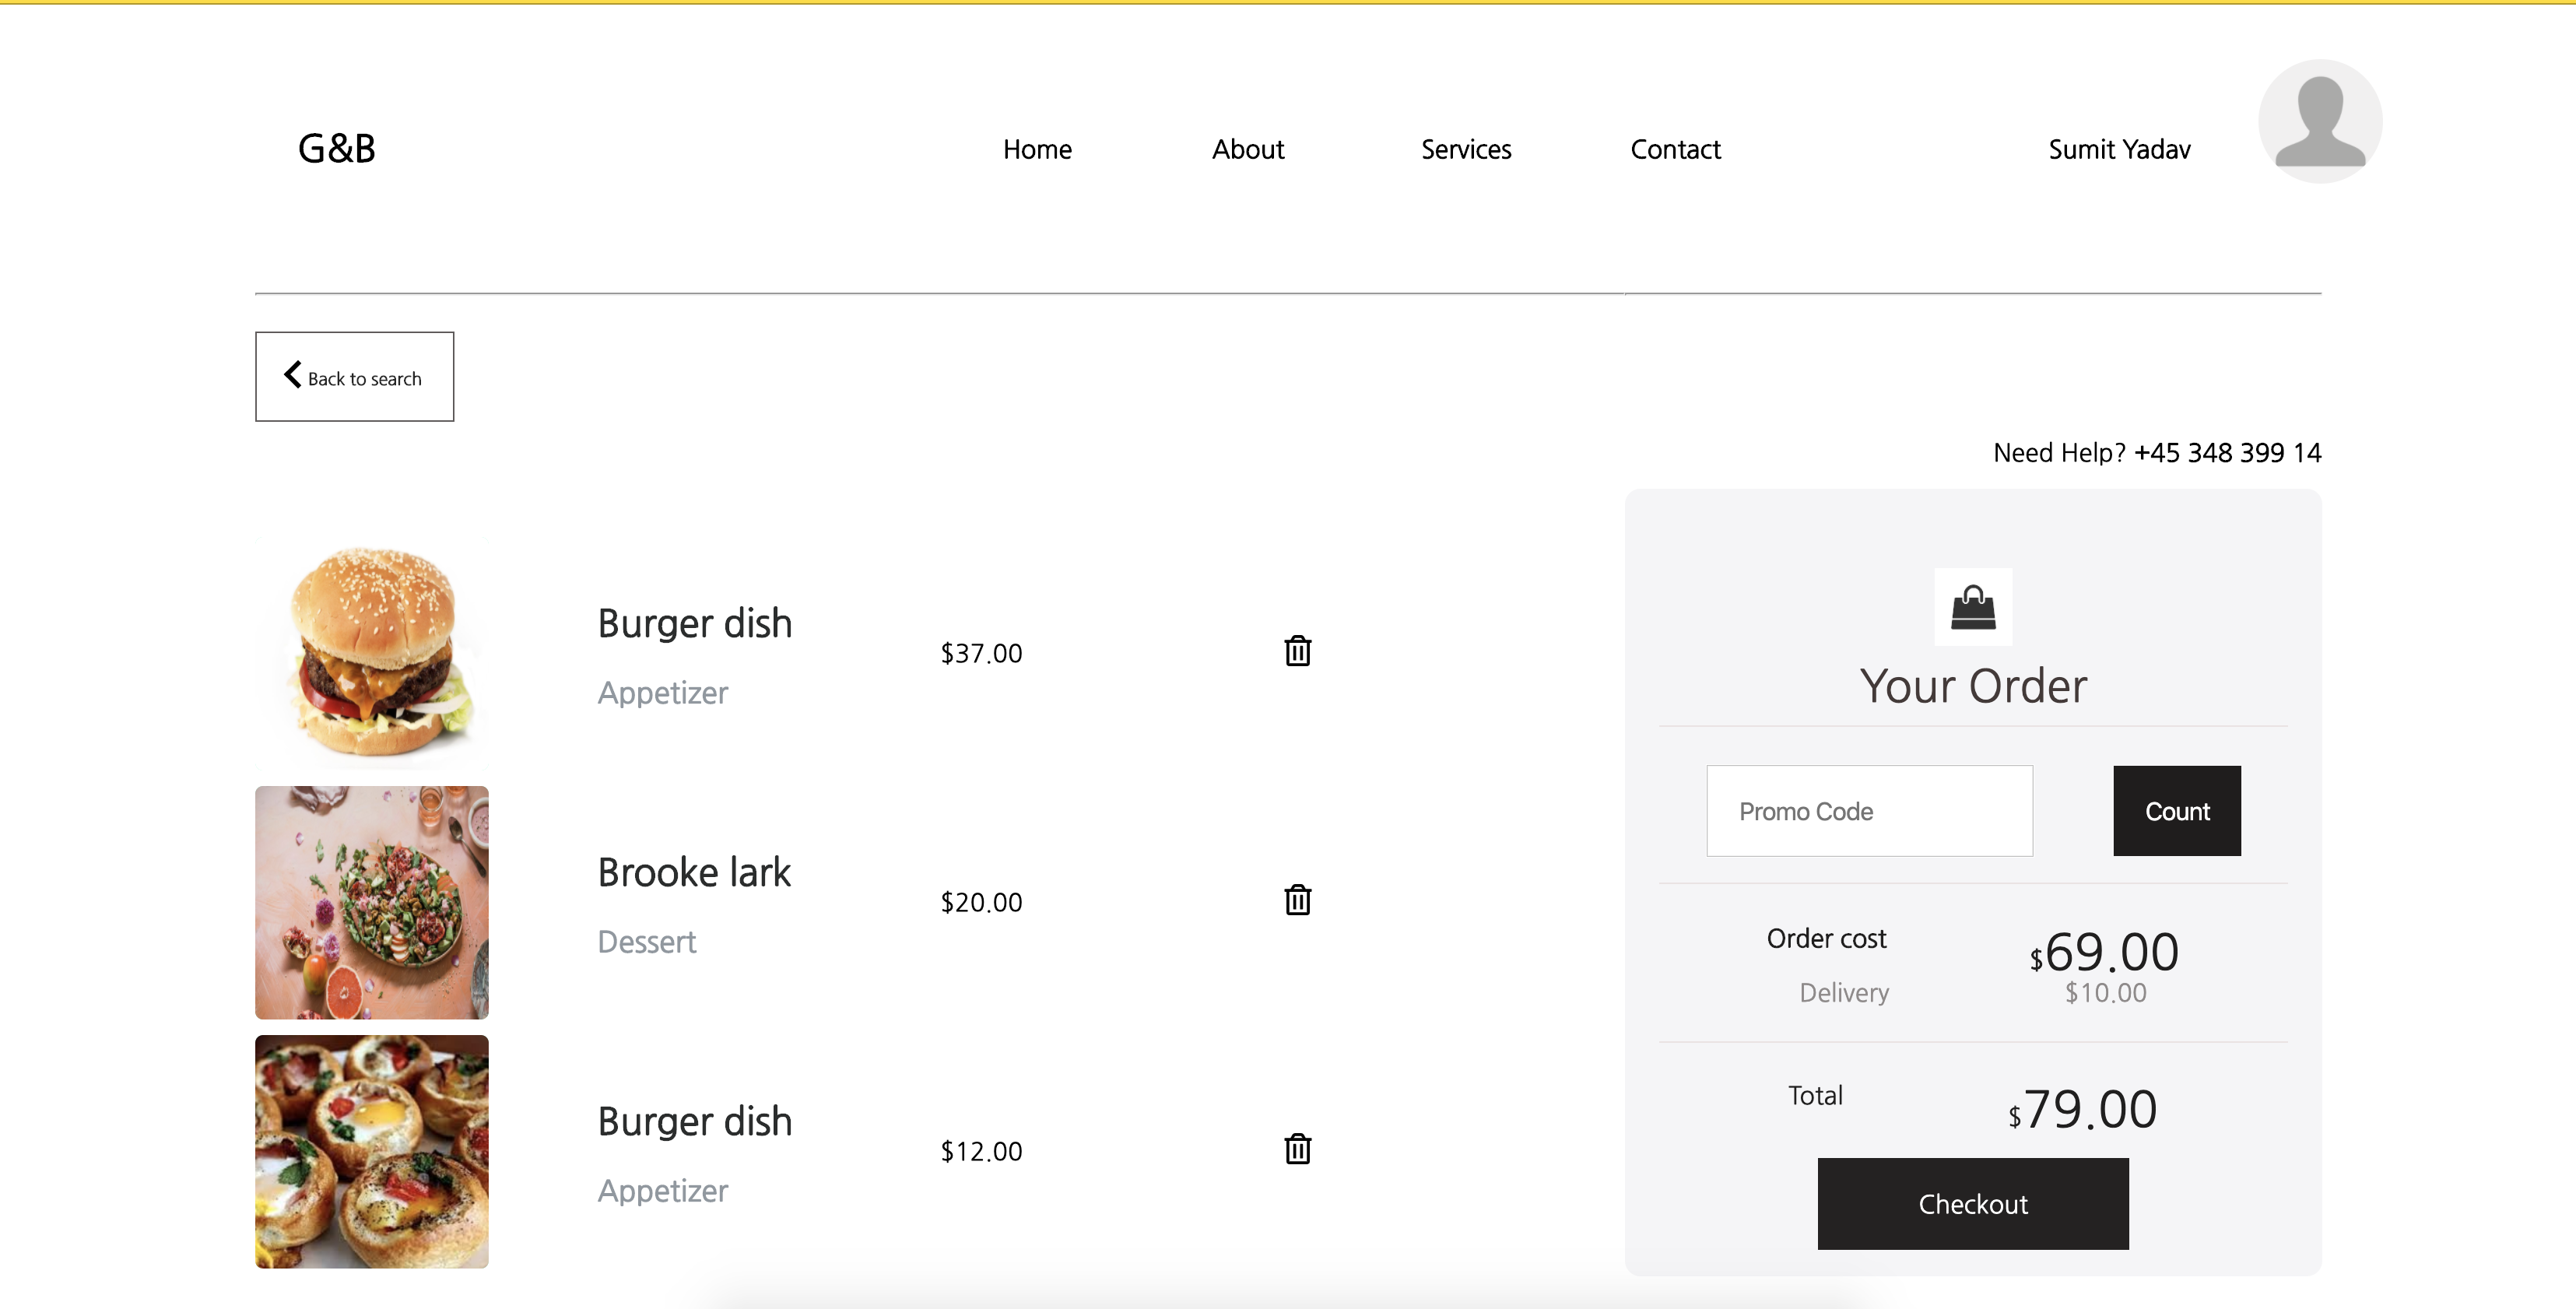 G&B
Home
About
Services
Contact
Sumit Yadav
Back to search
Need Help? +45 348 399 14
Burger dish
Appetizer
$37.00
Brooke lark
Dessert
$20.00
Burger dish
Appetizer
$12.00
Your Order
Promo Code
Count
Order cost
$69.00
Delivery
$10.00
Total
$79.00
Checkout